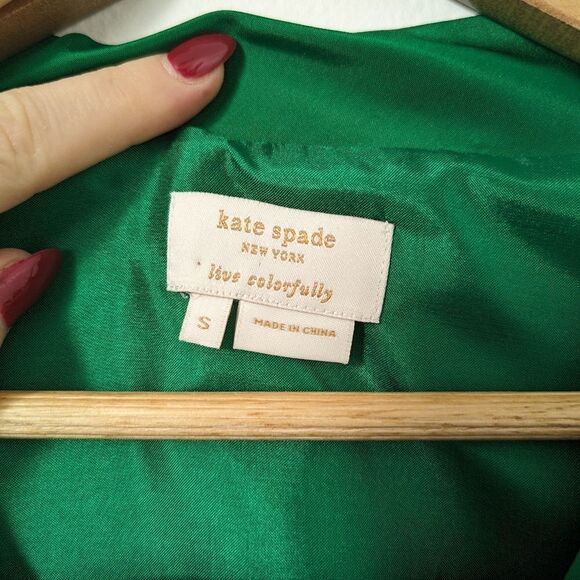 kate spade
NEW YORK
live colorfully
S
MADE IN CHINA